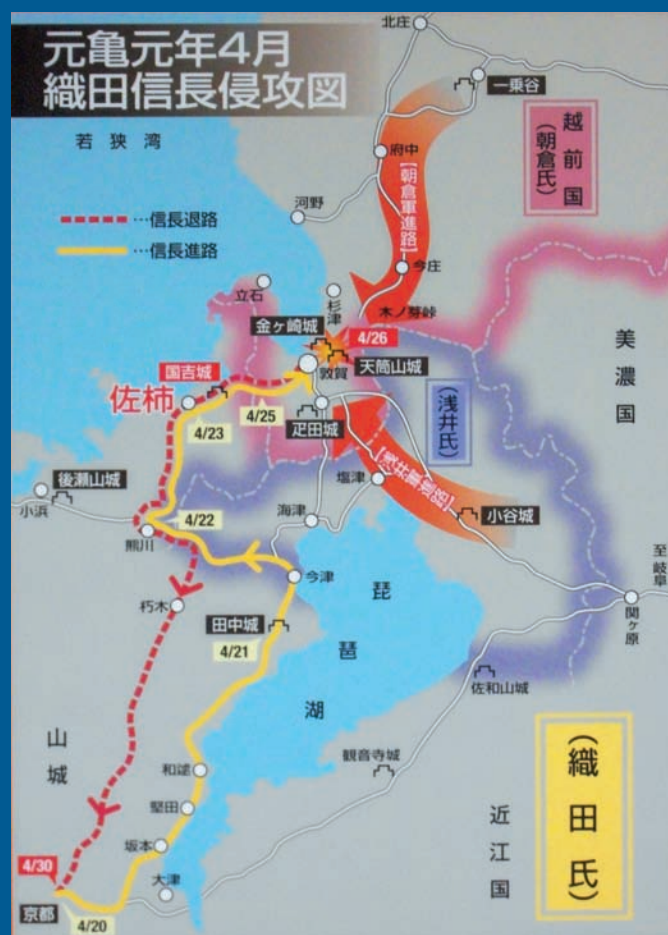 元亀元年4月
織田信長侵攻図
北庄
一乗谷
越前国
(朝倉氏)
若狭湾
府中
[朝倉軍進路]
河野
…信長退路
…信長進路
今庄
立石
杉津
木ノ芽峠
金ヶ崎城
4/26
美濃国
天筒山城
敦賀
国吉城
佐柿
(浅井氏)
4/25
疋田城
4/23
[浅井軍進路]
後瀬山城
塩津
小浜
4/22
海津
小谷城
熊川
至岐阜
今津
琵琶湖
朽木
関ヶ原
田中城
4/21
佐和山城
山城
(織田氏)
和邇
観音寺城
堅田
近江国
坂本
4/30
大津
京都
4/20